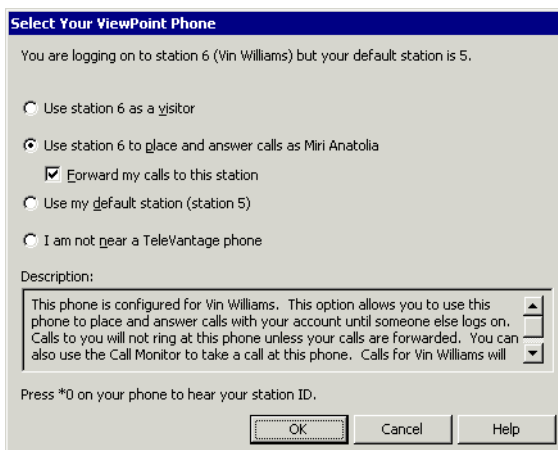 Select Your ViewPoint Phone
You are logging on to station 6 (Vin Williams) but your default station is 5.
Use station 6 as a visitor
Use station 6 to place and answer calls as Miri Anatolia
Forward my calls to this station
Use my default station (station 5)
I am not near a TeleVantage phone
Description:
This phone is configured for Vin Williams. This option allows you to use this
phone to place and answer calls with your account until someone else logs on.
Calls to you will not ring at this phone unless your calls are forwarded. You can
also use the Call Monitor to take a call at this phone. Calls for Vin Williams will
Press *0 on your phone to hear your station ID.
OK Cancel Help